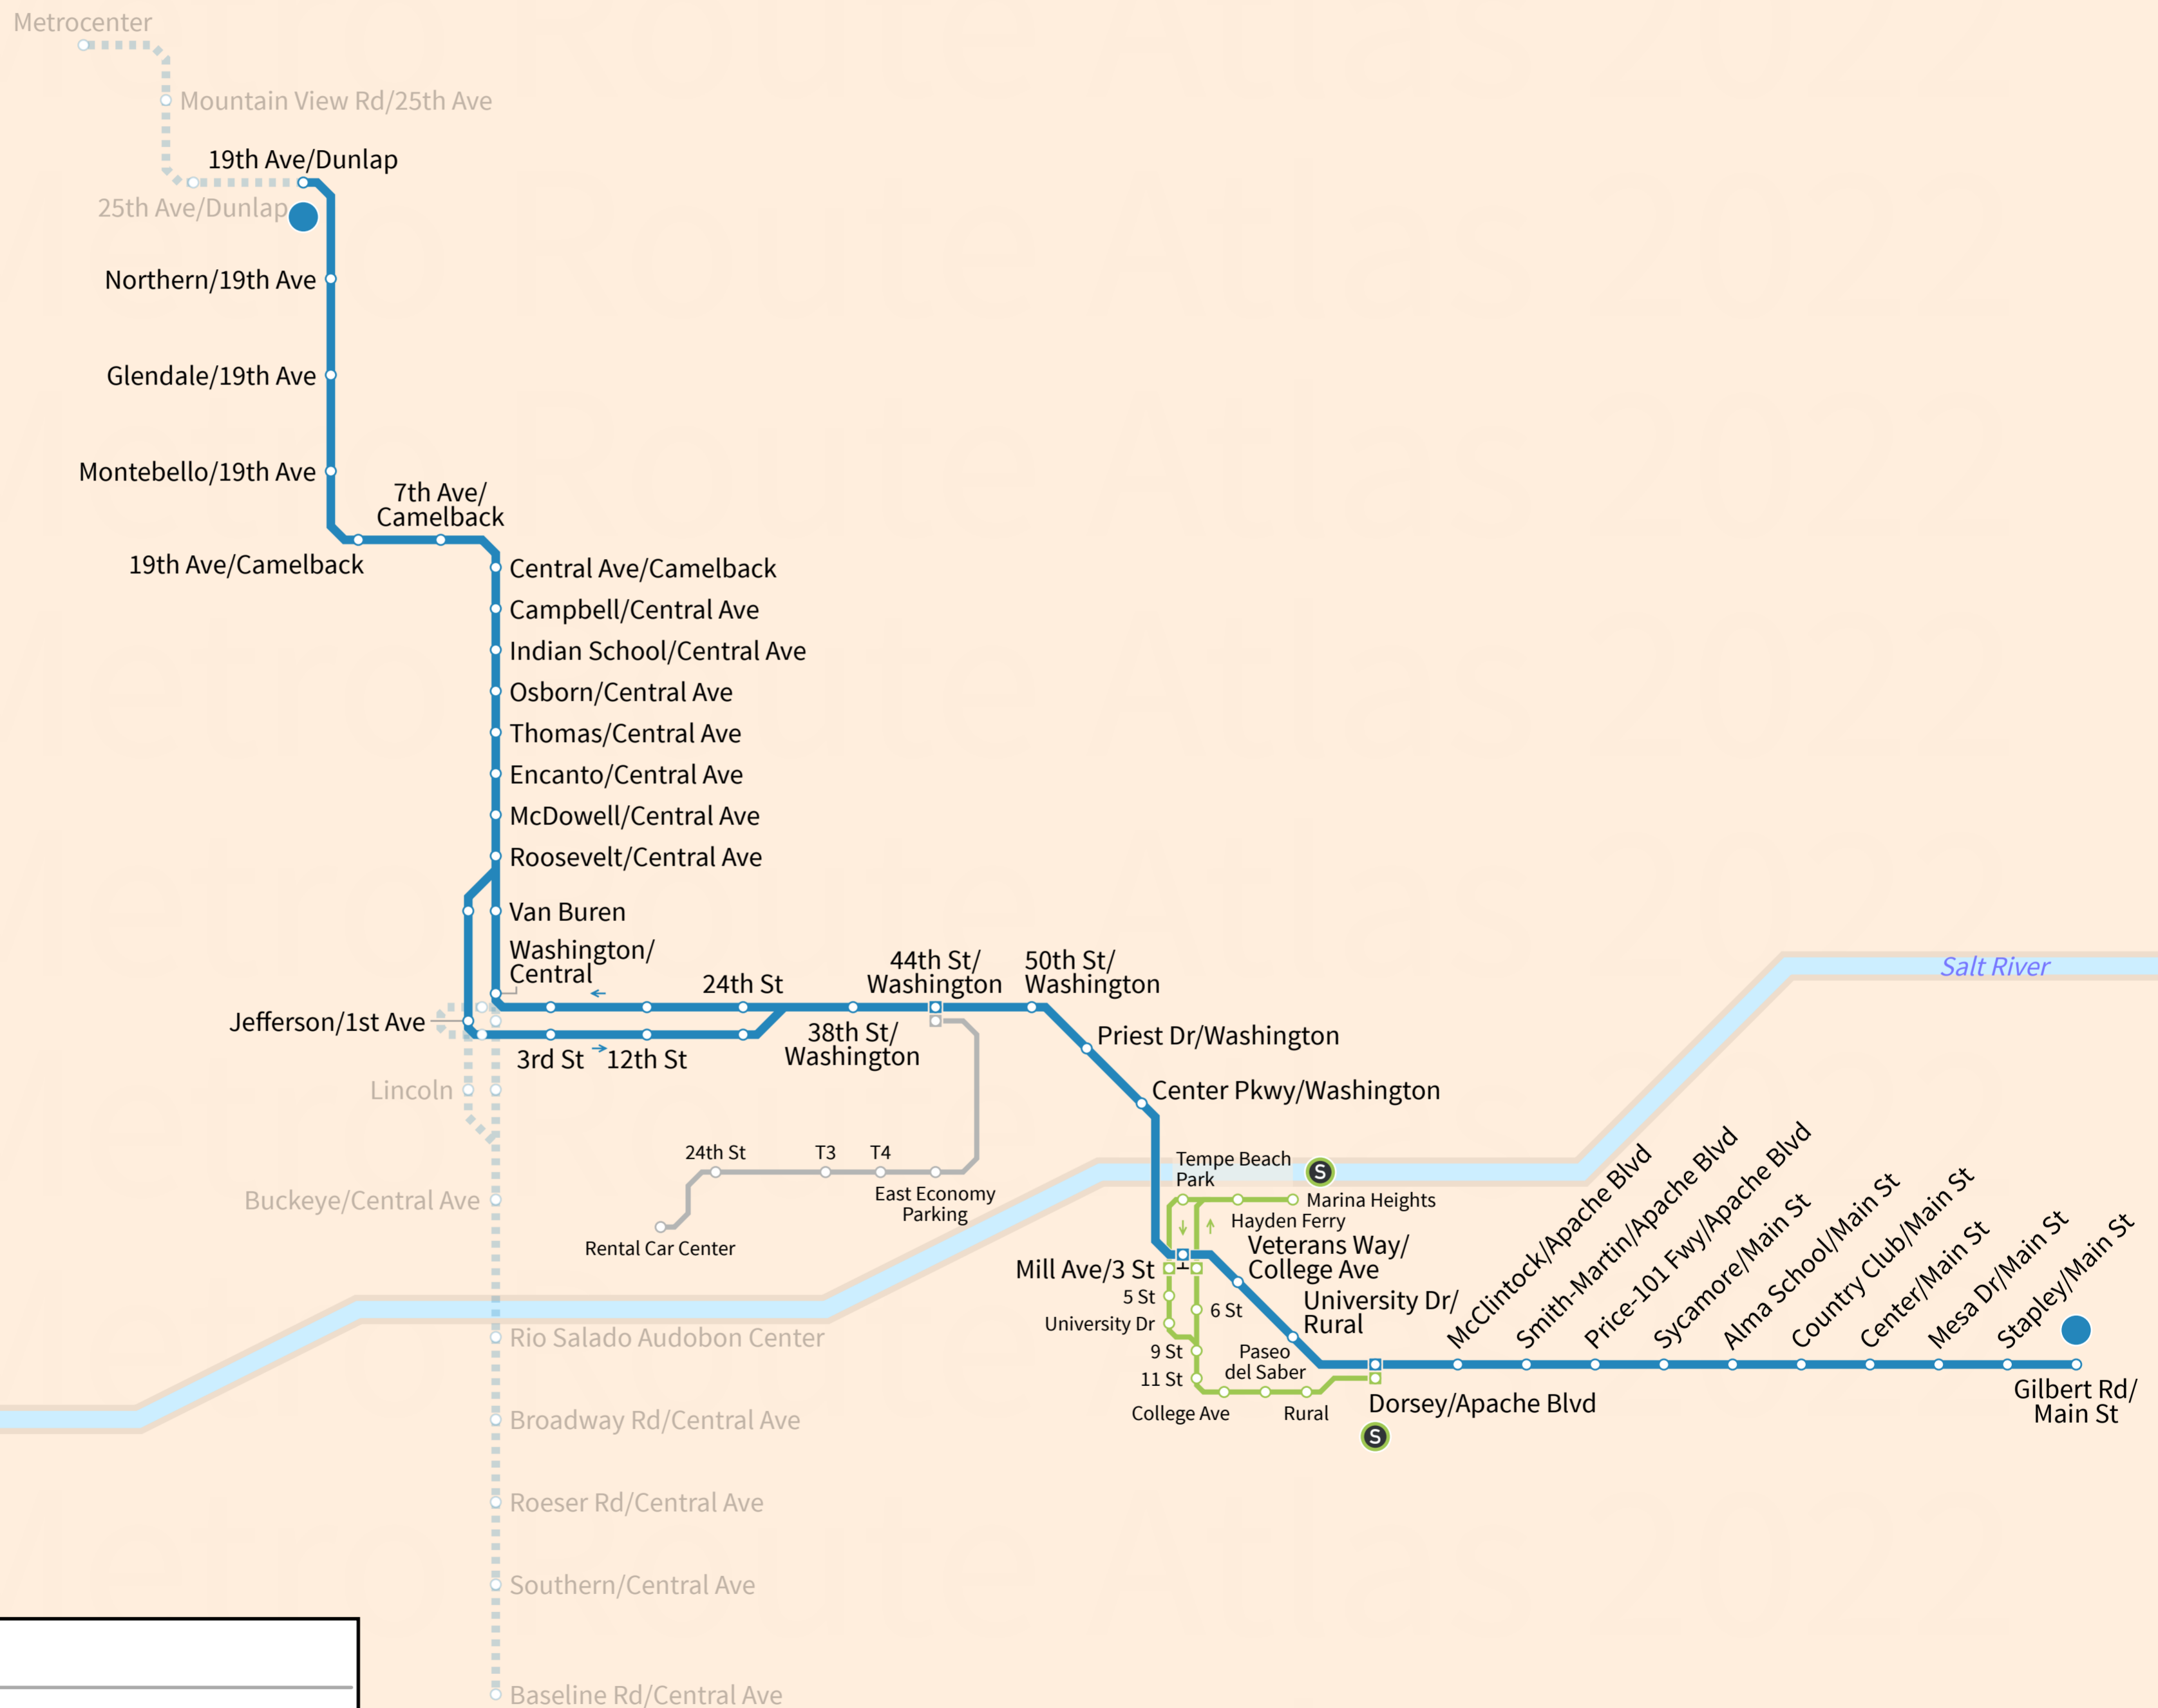 Metrocenter
Mountain View Rd/25th Ave
19th Ave/Dunlap
25th Ave/Dunlap
Northern/19th Ave
Glendale/19th Ave
Montebello/19th Ave
7th Ave/
Camelback
19th Ave/Camelback
Central Ave/Camelback
Campbell/Central Ave
Indian School/Central Ave
Osborn/Central Ave
Thomas/Central Ave
Encanto/Central Ave
McDowell/Central Ave
Roosevelt/Central Ave
Van Buren
Washington/
Central
Jefferson/1st Ave
3rd St
12th St
24th St
38th St/
Washington
44th St/
Washington
50th St/
Washington
Priest Dr/Washington
Center Pkwy/Washington
Salt River
Lincoln
Buckeye/Central Ave
Rio Salado Audobon Center
Broadway Rd/Central Ave
Roeser Rd/Central Ave
Southern/Central Ave
Baseline Rd/Central Ave
24th St
T3
T4
East Economy
Parking
Rental Car Center
Tempe Beach
Park
S
Marina Heights
Hayden Ferry
Mill Ave/3 St
Veterans Way/
College Ave
5 St
6 St
University Dr
University Dr/
Rural
9 St
Paseo
del Saber
11 St
College Ave
Rural
Dorsey/Apache Blvd
S
McClintock/Apache Blvd
Smith-Martin/Apache Blvd
Price-101 Fwy/Apache Blvd
Sycamore/Main St
Alma School/Main St
Country Club/Main St
Center/Main St
Mesa Dr/Main St
Stapley/Main St
Gilbert Rd/
Main St